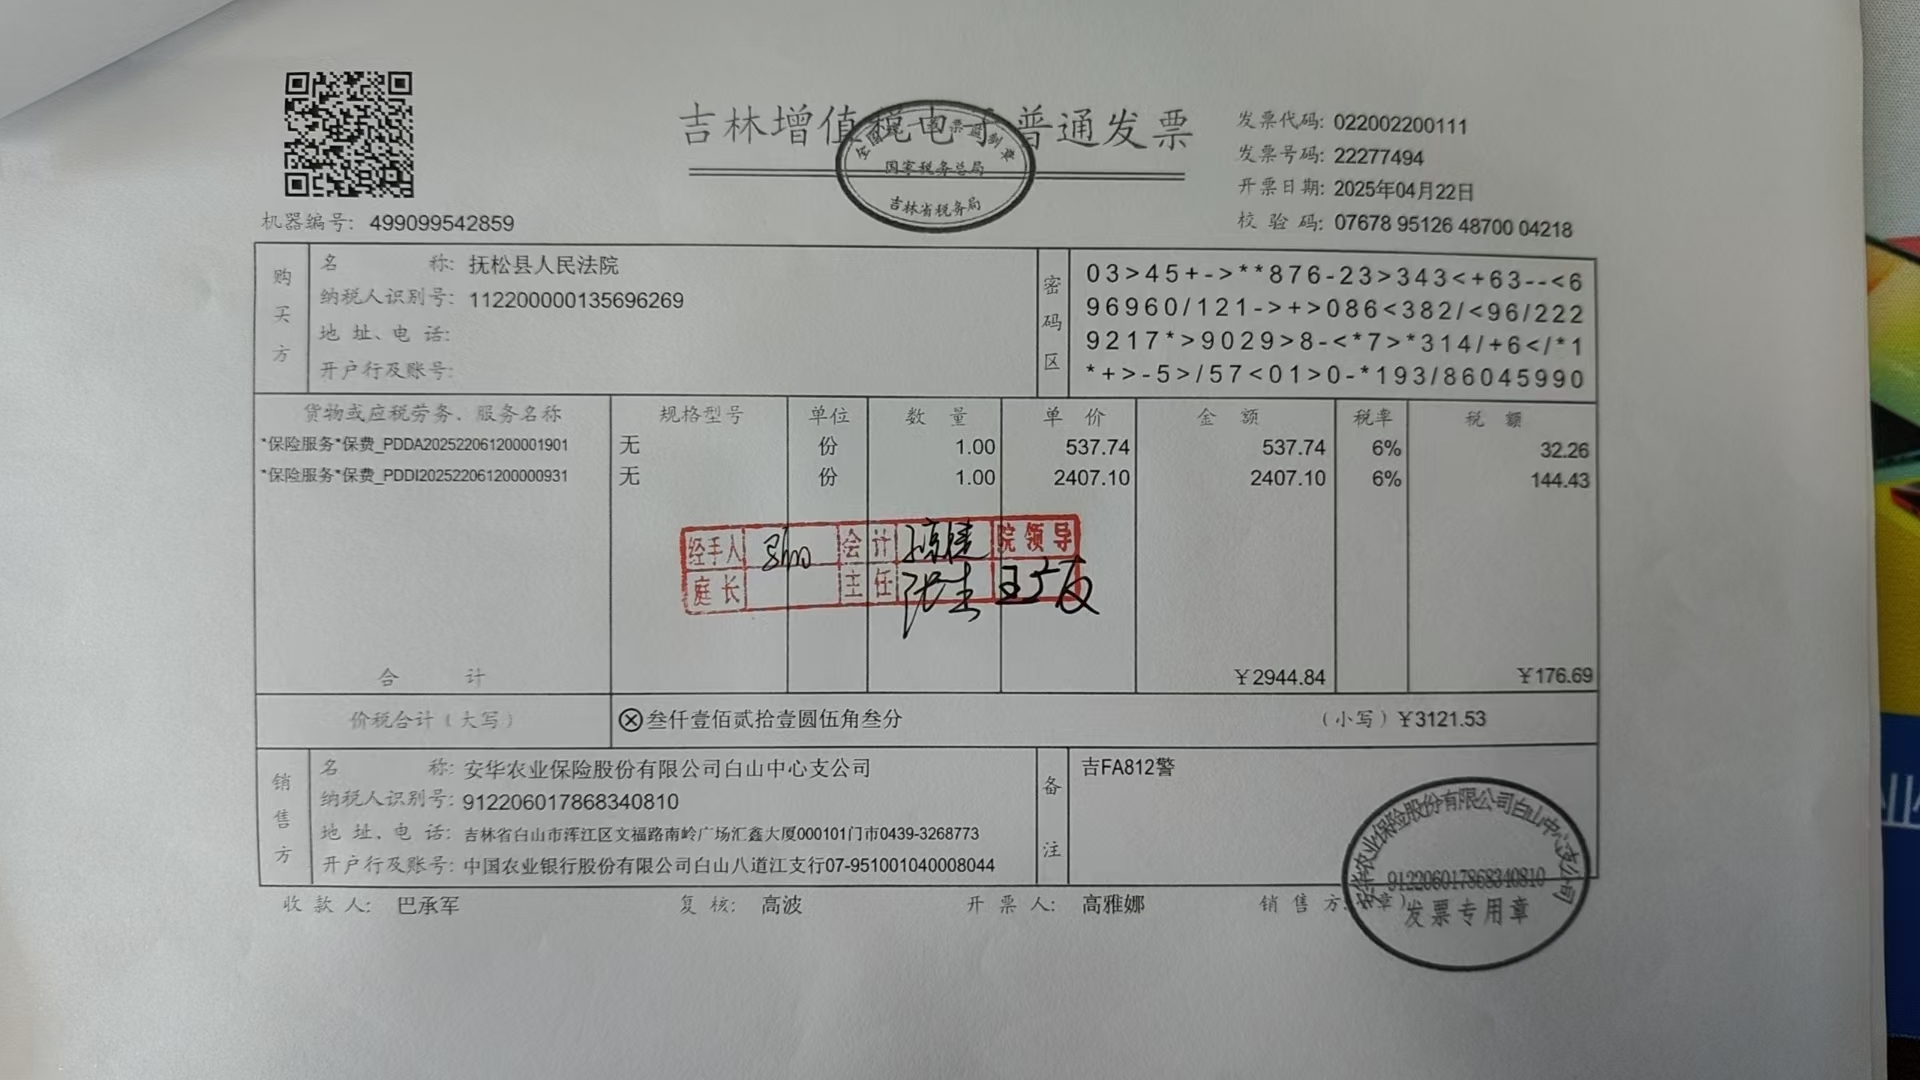 吉林增值税电子普通发票
全国统一发票监制章
国家税务总局
吉林省税务局
发票代码: 022002200111
发票号码: 22277494
开票日期: 2025年04月22日
校验码: 07678 95126 48700 04218
机器编号: 499099542859
购买方
名称: 抚松县人民法院
纳税人识别号: 112200000135696269
地址、电话:
开户行及账号:
密码区
03>45+->**876-23>343<+63--<6
96960/121->+>086<382/<96/222
9217*>9029>8-<*7>*314/+6</*1
*+>-5>/57<01>0-*193/86045990
货物或应税劳务、服务名称 规格型号 单位 数量 单价 金额 税率 税额
*保险服务*保费_PDDA202522061200001901 无 份 1.00 537.74 537.74 6% 32.26
*保险服务*保费_PDDI202522061200000931 无 份 1.00 2407.10 2407.10 6% 144.43
经手人 会计 院领导
庭长 主任 张杰
合计 ¥2944.84 ¥176.69
价税合计(大写) ⊗叁仟壹佰贰拾壹圆伍角叁分 (小写)¥3121.53
销售方
名称: 安华农业保险股份有限公司白山中心支公司
纳税人识别号: 912206017868340810
地址、电话: 吉林省白山市浑江区文福路南岭广场汇鑫大厦000101门市0439-3268773
开户行及账号: 中国农业银行股份有限公司白山八道江支行07-951001040008044
备注
吉FA812警
收款人: 巴承军 复核: 高波 开票人: 高雅娜 销售方:(章)
安华农业保险股份有限公司白山中心支公司
912206017868340810
发票专用章